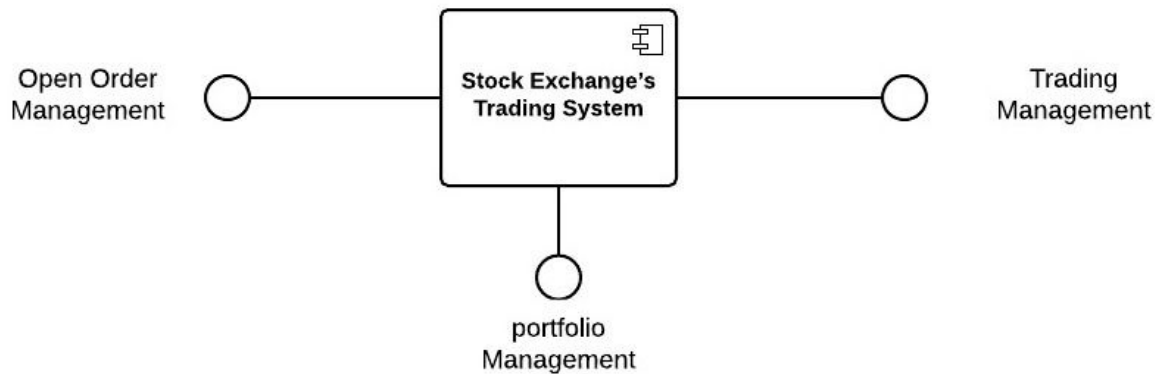 Stock Exchange's
Trading System
Open Order
Management
Trading
Management
portfolio
Management